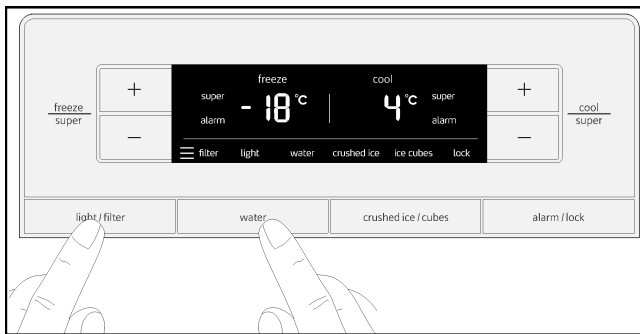 freeze cool
super -18 °C 4 °C super
alarm alarm
filter light water crushed ice ice cubes lock
freeze
super
+
−
+
−
cool
super
light / filter water crushed ice / cubes alarm / lock